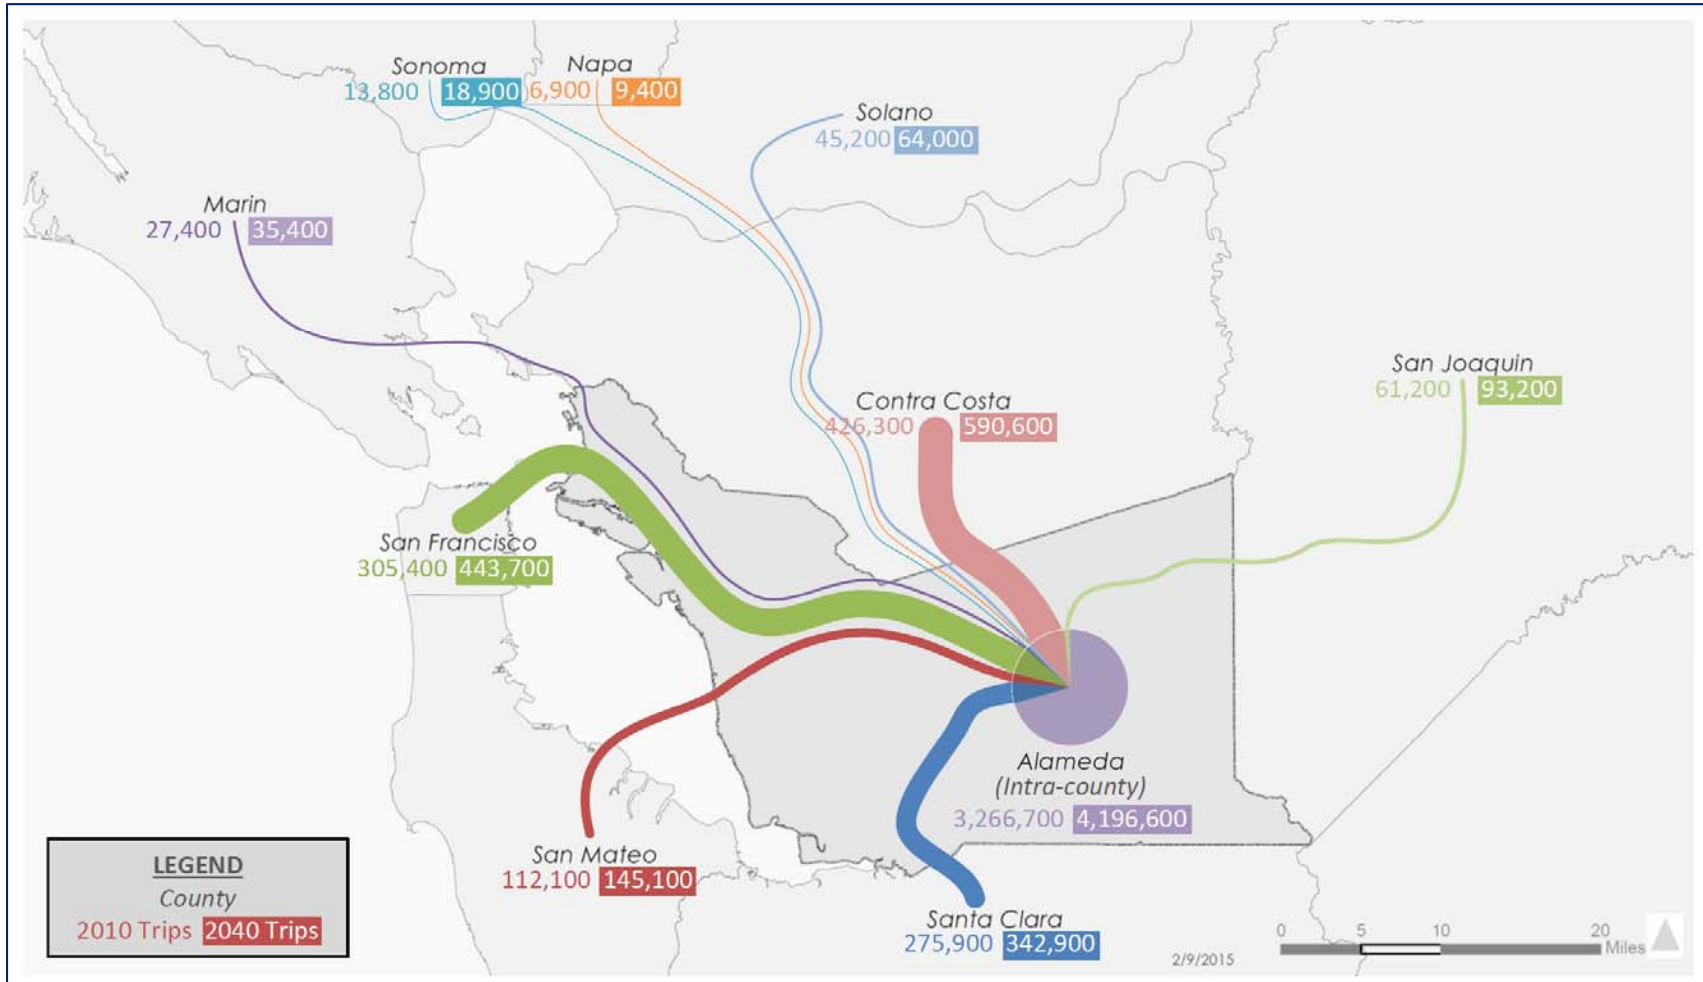 Sonoma
13,800 18,900
Napa
6,900 9,400
Solano
45,200 64,000
Marin
27,400 35,400
San Joaquin
61,200 93,200
Contra Costa
426,300 590,600
San Francisco
305,400 443,700
Alameda
(Intra-county)
3,266,700 4,196,600
San Mateo
112,100 145,100
Santa Clara
275,900 342,900
LEGEND
County
2010 Trips 2040 Trips
2/9/2015
0 5 10 20
Miles